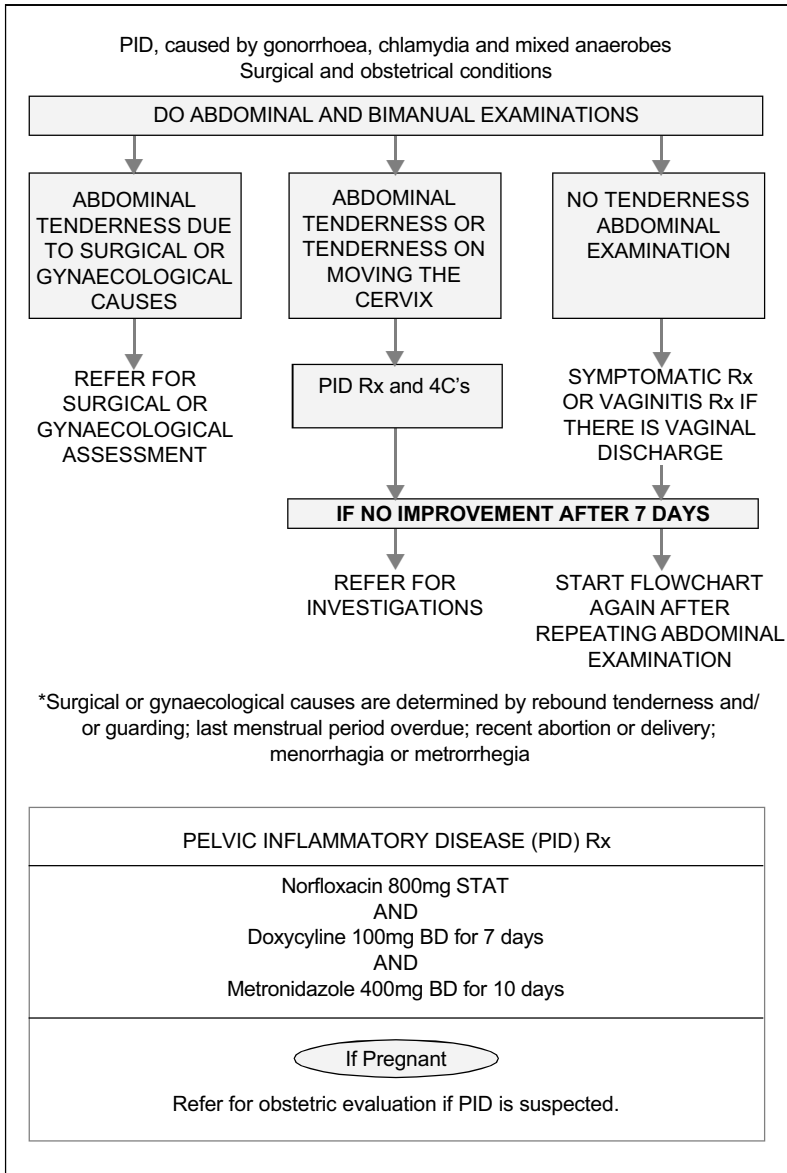 PID, caused by gonorrhoea, chlamydia and mixed anaerobes
Surgical and obstetrical conditions
DO ABDOMINAL AND BIMANUAL EXAMINATIONS
ABDOMINAL
TENDERNESS DUE
TO SURGICAL OR
GYNAECOLOGICAL
CAUSES
ABDOMINAL
TENDERNESS OR
TENDERNESS ON
MOVING THE
CERVIX
NO TENDERNESS
ABDOMINAL
EXAMINATION
REFER FOR
SURGICAL OR
GYNAECOLOGICAL
ASSESSMENT
PID Rx and 4C's
SYMPTOMATIC Rx
OR VAGINITIS Rx IF
THERE IS VAGINAL
DISCHARGE
IF NO IMPROVEMENT AFTER 7 DAYS
REFER FOR
INVESTIGATIONS
START FLOWCHART
AGAIN AFTER
REPEATING ABDOMINAL
EXAMINATION
*Surgical or gynaecological causes are determined by rebound tenderness and/
or guarding; last menstrual period overdue; recent abortion or delivery;
menorrhagia or metrorrhegia
PELVIC INFLAMMATORY DISEASE (PID) Rx
Norfloxacin 800mg STAT
AND
Doxycyline 100mg BD for 7 days
AND
Metronidazole 400mg BD for 10 days
If Pregnant
Refer for obstetric evaluation if PID is suspected.